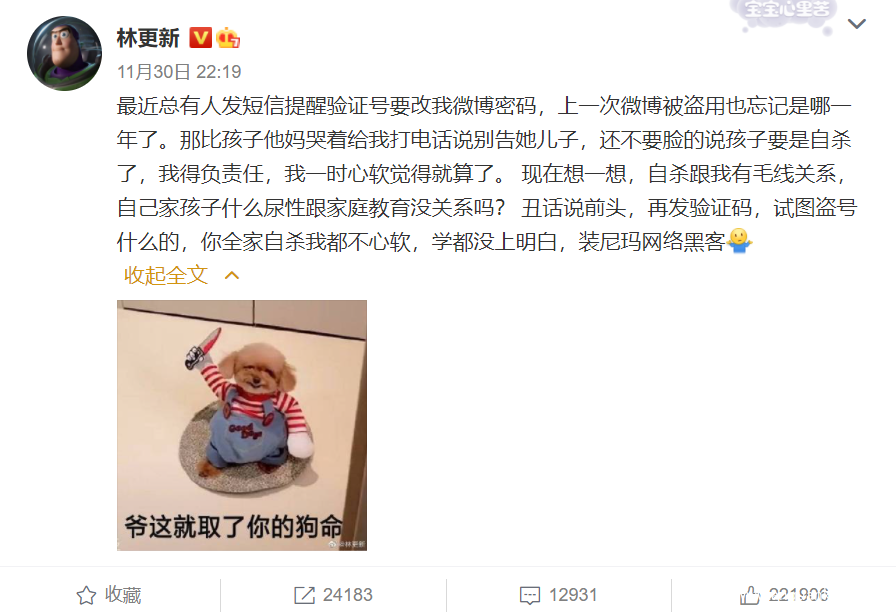 宝宝心里苦
林更新
11月30日 22:19
最近总有人发短信提醒验证号要改我微博密码，上一次微博被盗用也忘记是哪一
年了。那比孩子他妈哭着给我打电话说别告她儿子，还不要脸的说孩子要是自杀
了，我得负责任，我一时心软觉得就算了。 现在想一想，自杀跟我有毛线关系，
自己家孩子什么尿性跟家庭教育没关系吗？ 丑话说前头，再发验证码，试图盗号
什么的，你全家自杀我都不心软，学都没上明白，装尼玛网络黑客
收起全文
Good
爷这就取了你的狗命
@林更新
收藏
24183
12931
221906